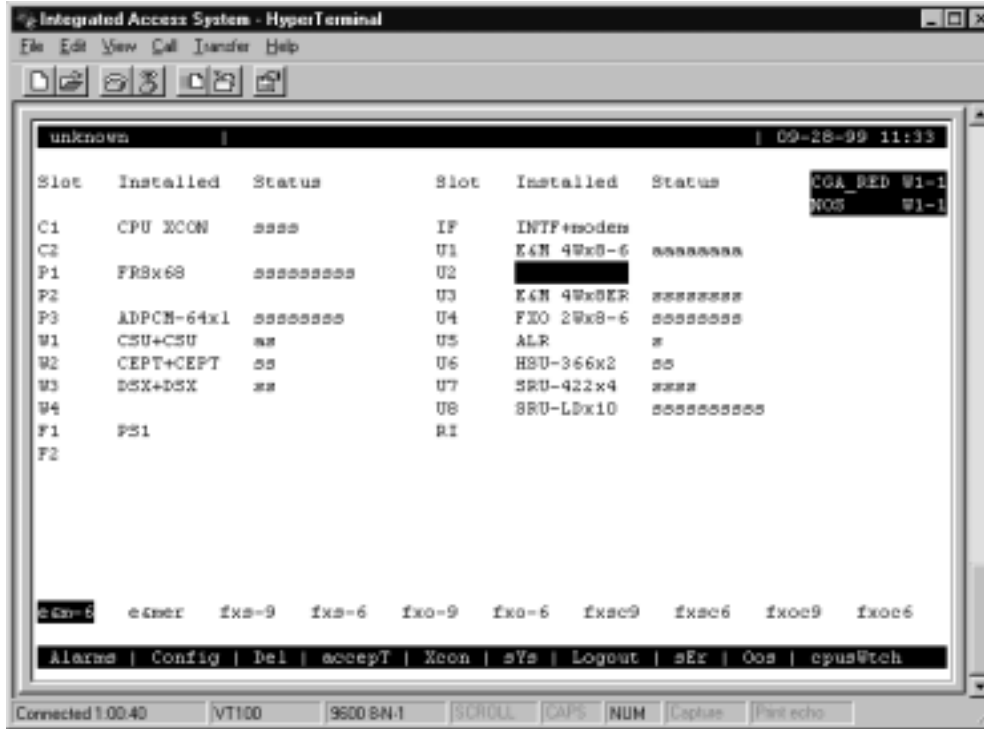 Integrated Access System - HyperTerminal
File Edit View Call Transfer Help
unknown | | 09-28-99 11:33
Slot Installed Status Slot Installed Status CGA_RED W1-1
NOS W1-1
C1 CPU XCON ssss IF INTF+modem
C2 U1 E&M 4Wx8-6 aaaaaaaa
P1 FR8x68 sssssssss U2
P2 U3 E&M 4Wx8ER ssssssss
P3 ADPCM-64x1 ssssssss U4 FXO 2Wx8-6 ssssssss
W1 CSU+CSU as U5 ALR s
W2 CEPT+CEPT ss U6 HSU-366x2 ss
W3 DSX+DSX ss U7 SRU-422x4 ssss
W4 U8 SRU-LDx10 ssssssssss
F1 PS1 RI
F2
e&m-6 e&mer fxs-9 fxs-6 fxo-9 fxo-6 fxsc9 fxsc6 fxoc9 fxoc6
Alarms | Config | Del | accepT | Xcon | sYs | Logout | sEr | Oos | cpusWtch
Connected 1:00:40 VT100 9600 8-N-1 SCROLL CAPS NUM Capture Print echo